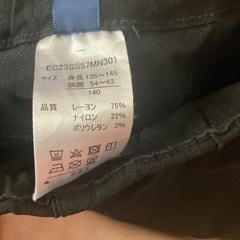 EC23SS57MN301
サイズ 身長 135〜145
胴囲 54〜62
140
品質 レーヨン 75%
ナイロン 22%
ポリウレタン 3%